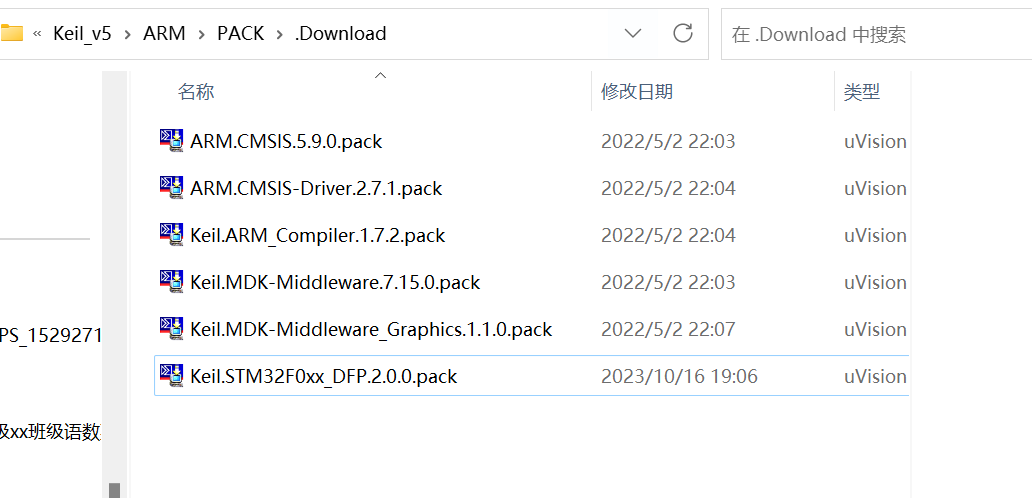 « Keil_v5 › ARM › PACK › .Download
在 .Download 中搜索
名称 修改日期 类型
ARM.CMSIS.5.9.0.pack 2022/5/2 22:03 uVision
ARM.CMSIS-Driver.2.7.1.pack 2022/5/2 22:04 uVision
Keil.ARM_Compiler.1.7.2.pack 2022/5/2 22:04 uVision
Keil.MDK-Middleware.7.15.0.pack 2022/5/2 22:03 uVision
Keil.MDK-Middleware_Graphics.1.1.0.pack 2022/5/2 22:07 uVision
PS_1529271
Keil.STM32F0xx_DFP.2.0.0.pack 2023/10/16 19:06 uVision
xx班级语数